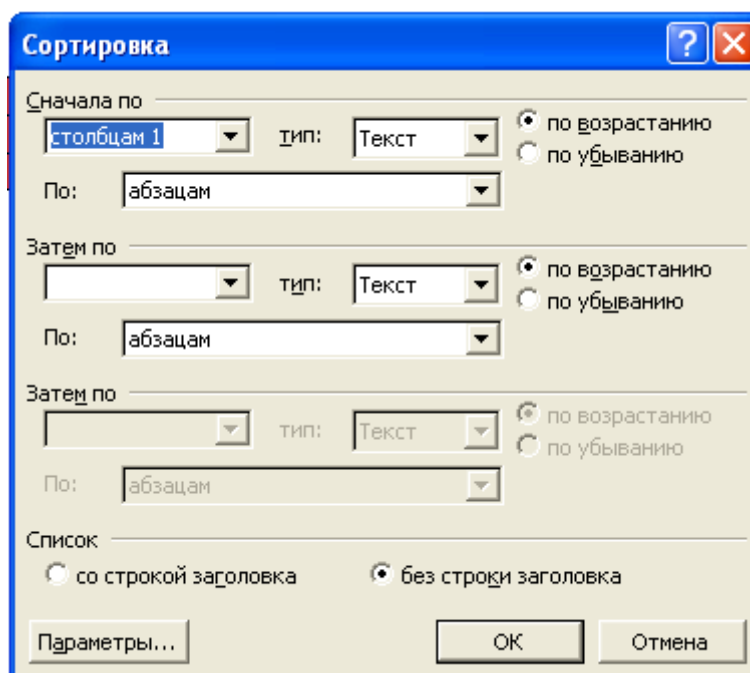 Сортировка
Сначала по
столбцам 1 тип: Текст по возрастанию
по убыванию
По: абзацам
Затем по
тип: Текст по возрастанию
по убыванию
По: абзацам
Затем по
тип: Текст по возрастанию
по убыванию
По: абзацам
Список
со строкой заголовка без строки заголовка
Параметры... ОК Отмена